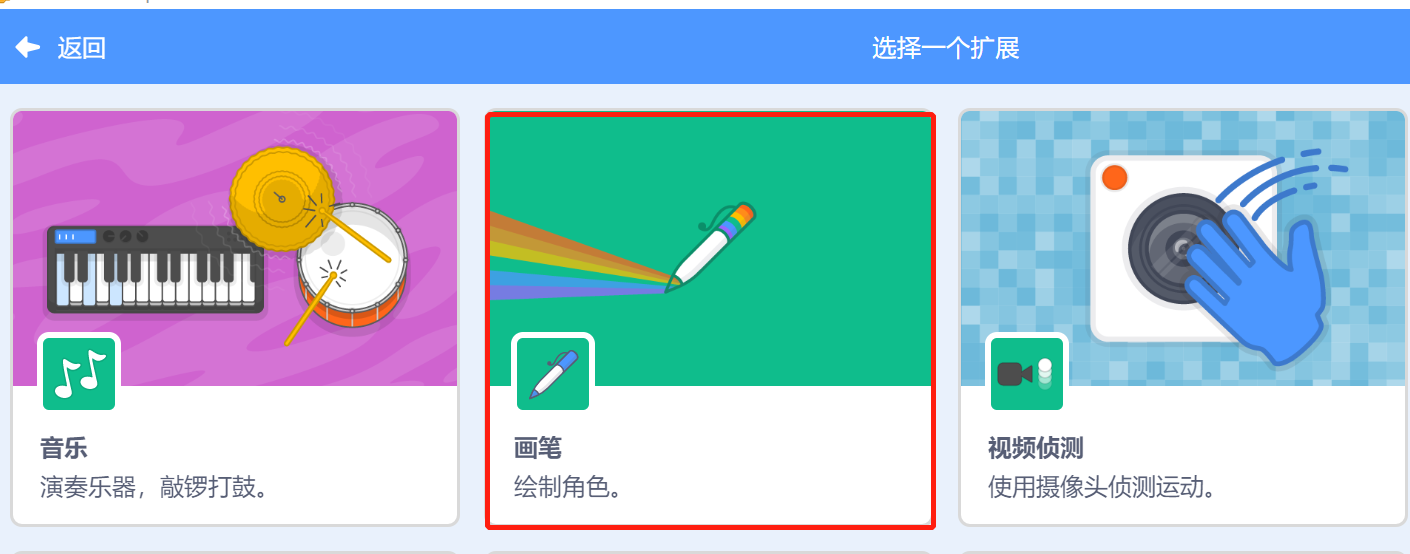 返回
选择一个扩展
音乐
演奏乐器，敲锣打鼓。
画笔
绘制角色。
视频侦测
使用摄像头侦测运动。